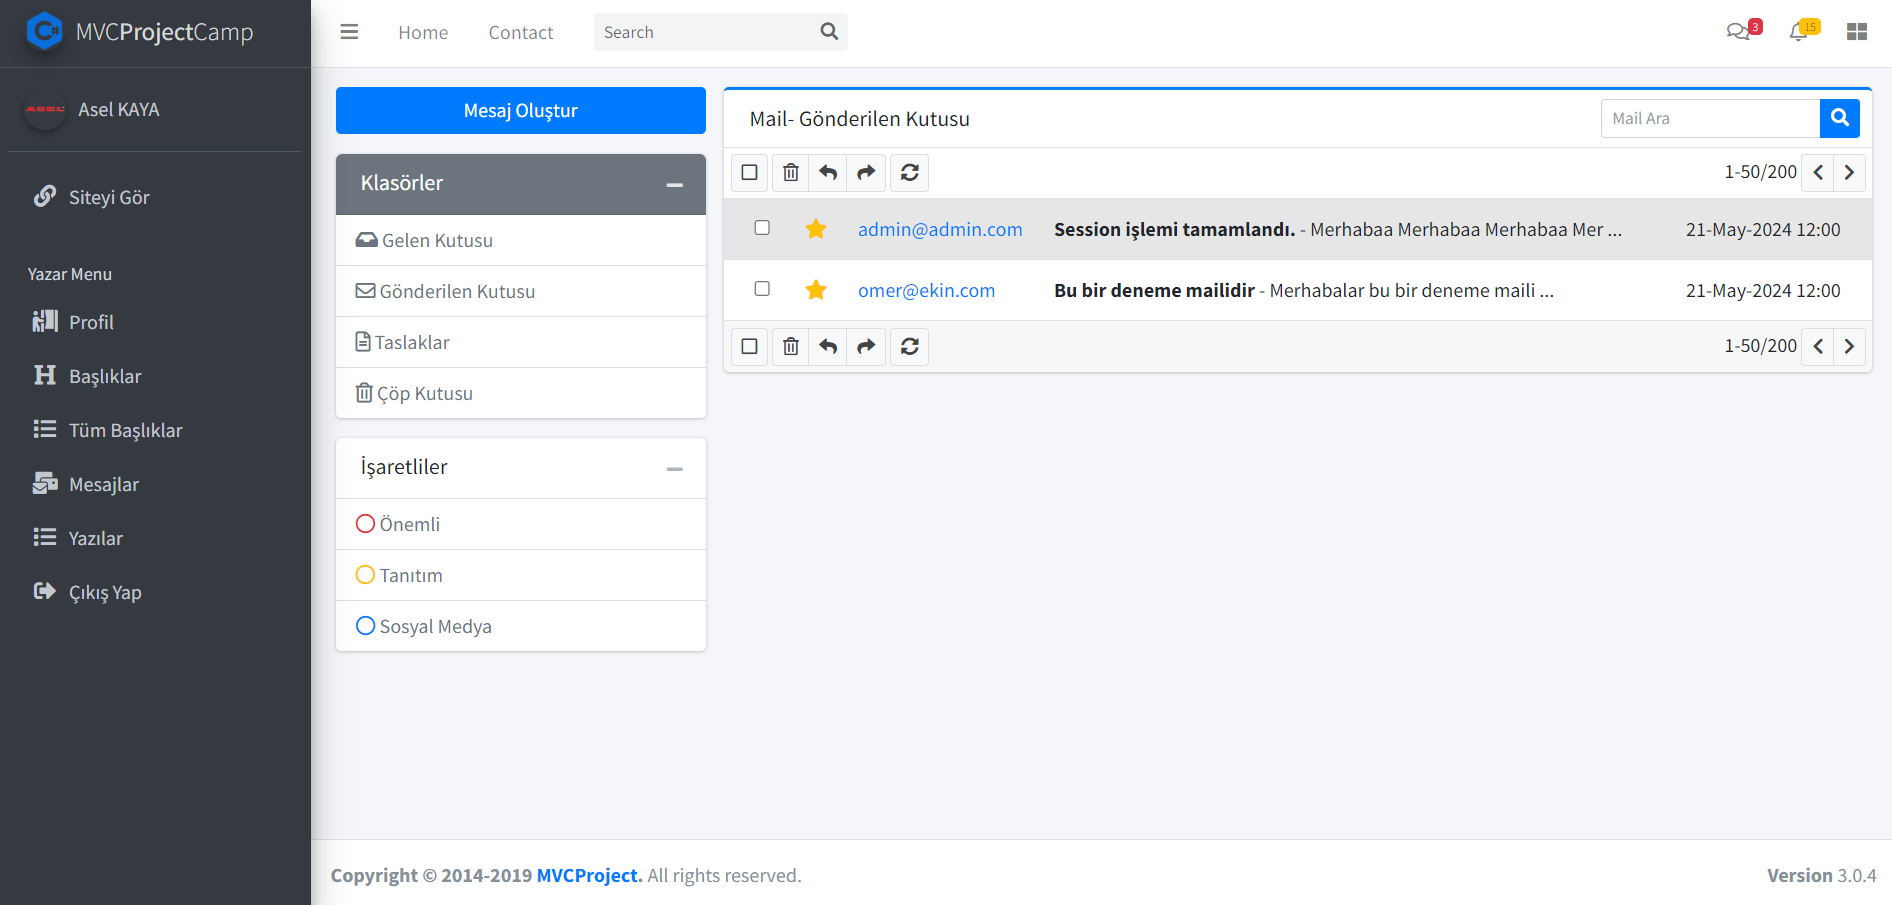 MVCProjectCamp
Asel KAYA
Siteyi Gör
Yazar Menu
Profil
Başlıklar
Tüm Başlıklar
Mesajlar
Yazılar
Çıkış Yap
Home
Contact
Search
3
15
Mesaj Oluştur
Klasörler
Gelen Kutusu
Gönderilen Kutusu
Taslaklar
Çöp Kutusu
İşaretliler
Önemli
Tanıtım
Sosyal Medya
Mail- Gönderilen Kutusu
Mail Ara
1-50/200
admin@admin.com Session işlemi tamamlandı. - Merhabaa Merhabaa Merhabaa Mer ... 21-May-2024 12:00
omer@ekin.com Bu bir deneme mailidir - Merhabalar bu bir deneme maili ... 21-May-2024 12:00
1-50/200
Copyright © 2014-2019 MVCProject. All rights reserved.
Version 3.0.4